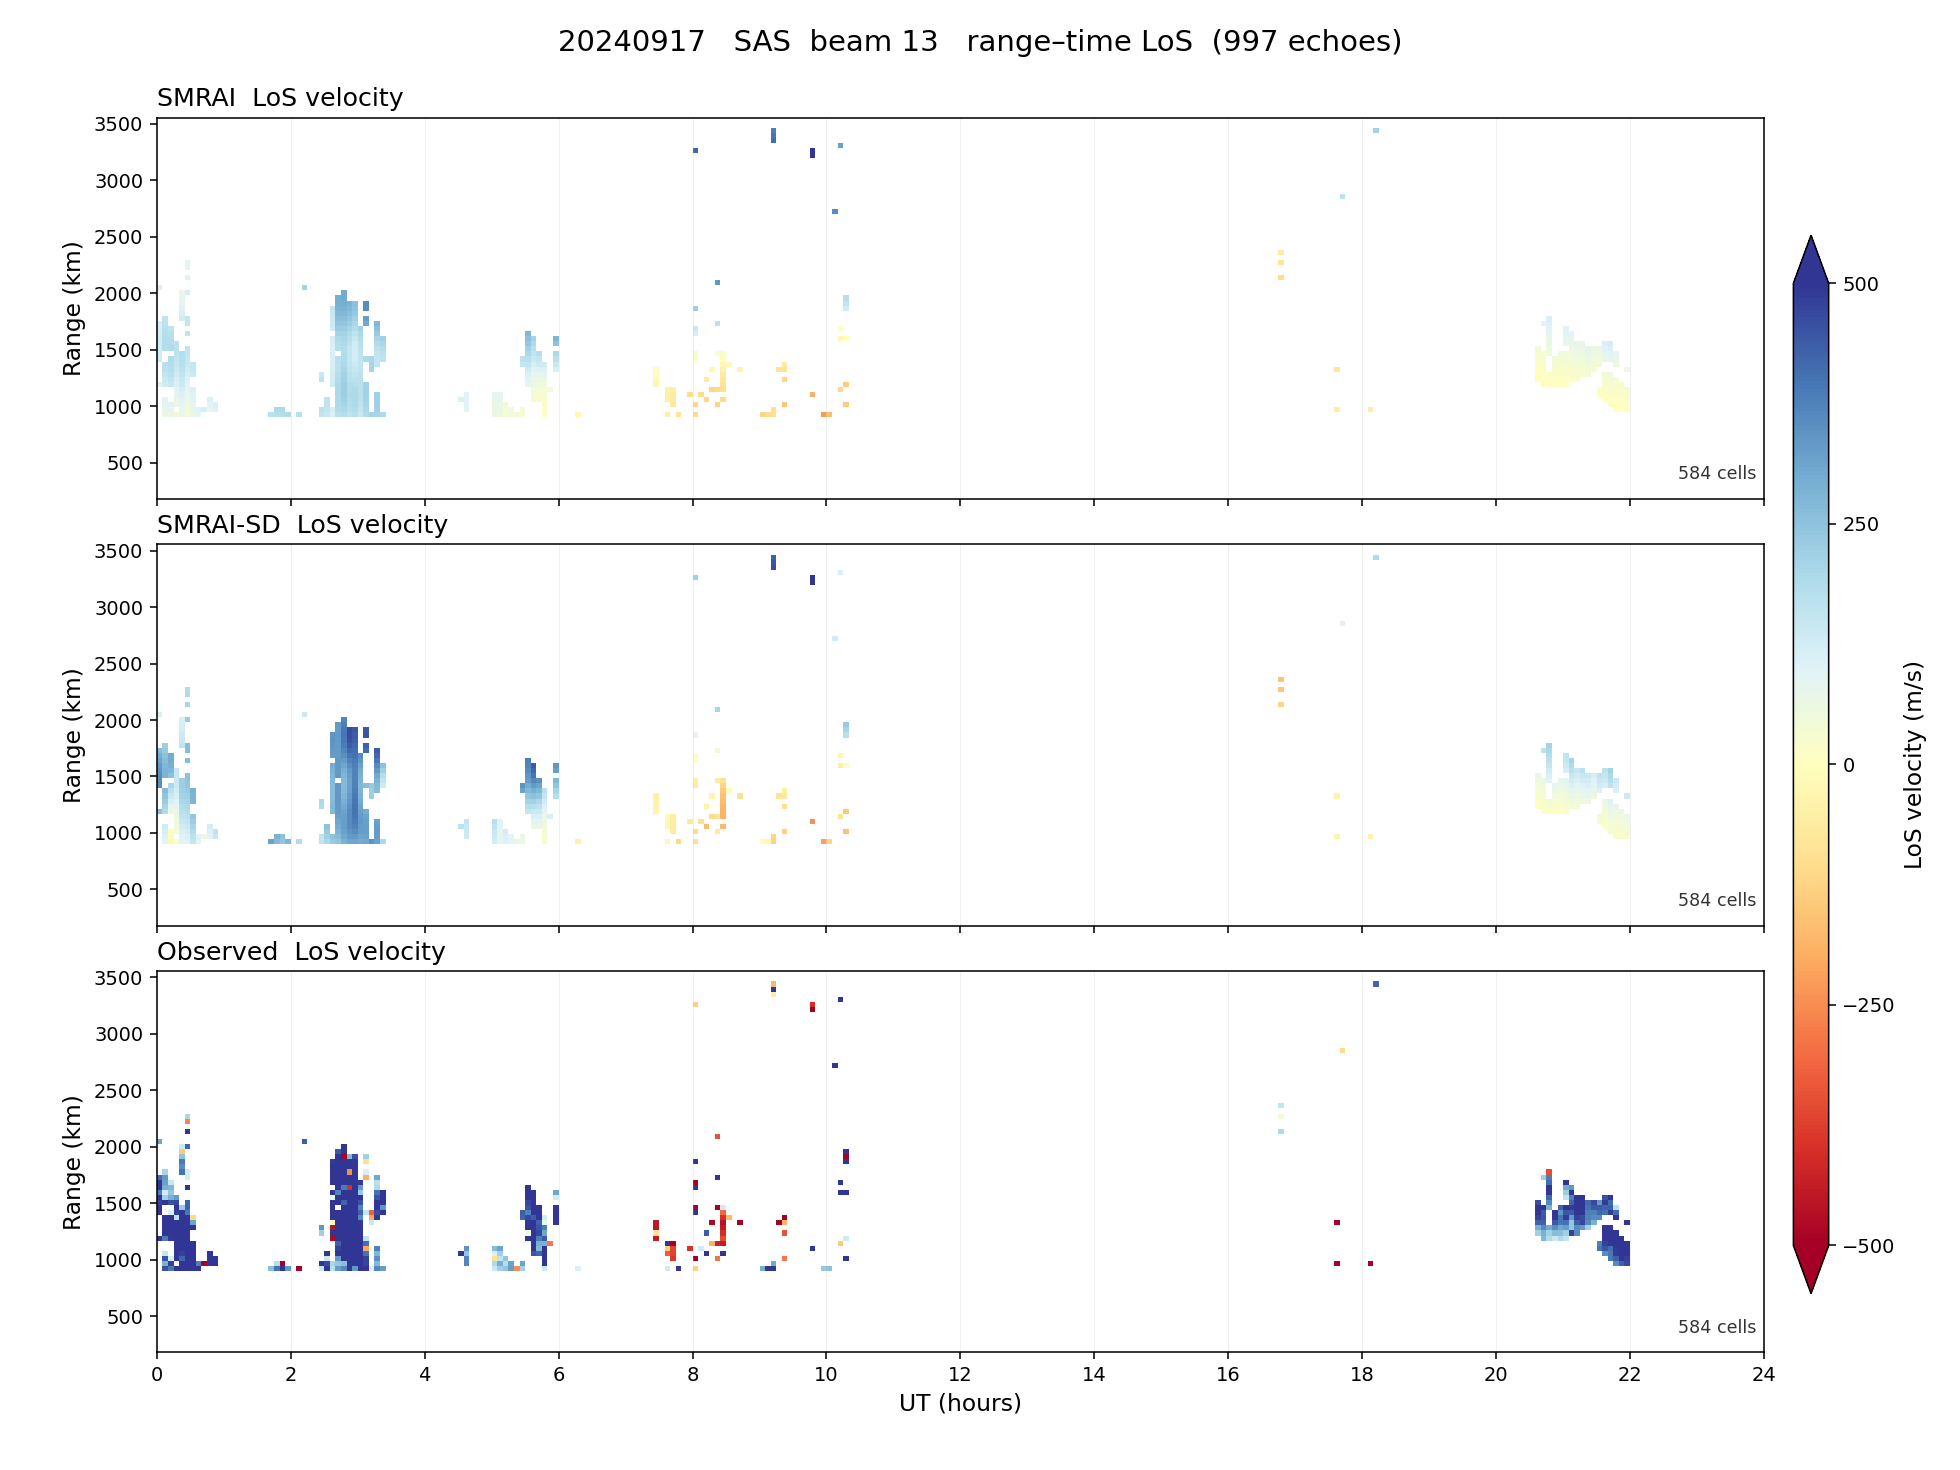 20240917   SAS  beam 13   range–time LoS  (997 echoes)
SMRAI  LoS velocity
3500
3000
2500
2000
1500
1000
500
Range (km)
584 cells
SMRAI-SD  LoS velocity
3500
3000
2500
2000
1500
1000
500
Range (km)
584 cells
Observed  LoS velocity
3500
3000
2500
2000
1500
1000
500
Range (km)
584 cells
0 2 4 6 8 10 12 14 16 18 20 22 24
UT (hours)
500
250
0
−250
−500
LoS velocity (m/s)